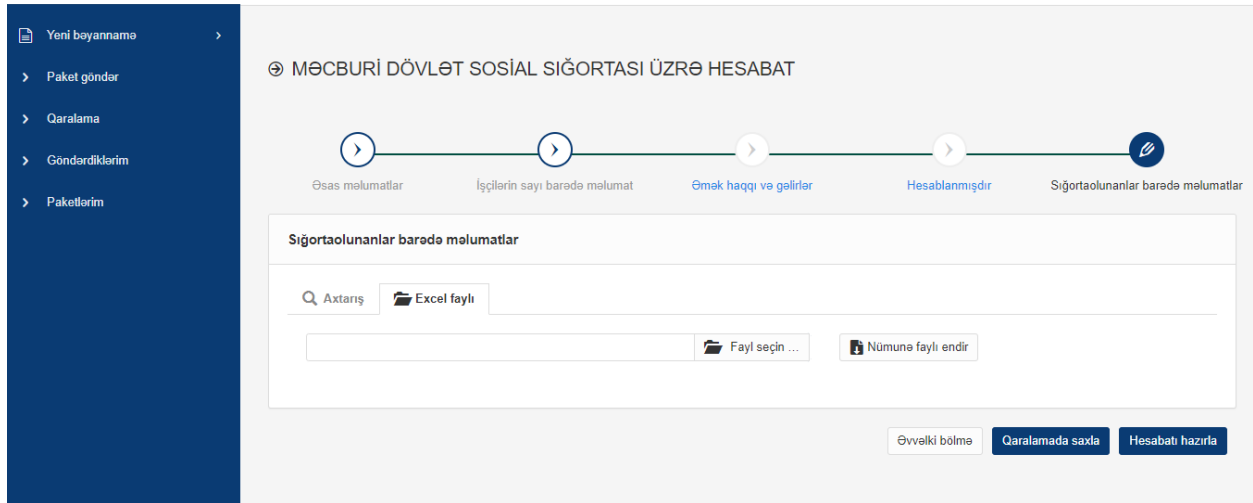 Yeni bəyannamə
Paket göndər
Qaralama
Göndərdiklərim
Paketlərim
MƏCBURİ DÖVLƏT SOSİAL SIĞORTASI ÜZRƏ HESABAT
Əsas məlumatlar
İşçilərin sayı barədə məlumat
Əmək haqqı və gəlirlər
Hesablanmışdır
Sığortaolunanlar barədə məlumatlar
Sığortaolunanlar barədə məlumatlar
Axtarış
Excel faylı
Fayl seçin ...
Nümunə faylı endir
Əvvəlki bölmə
Qaralamada saxla
Hesabatı hazırla